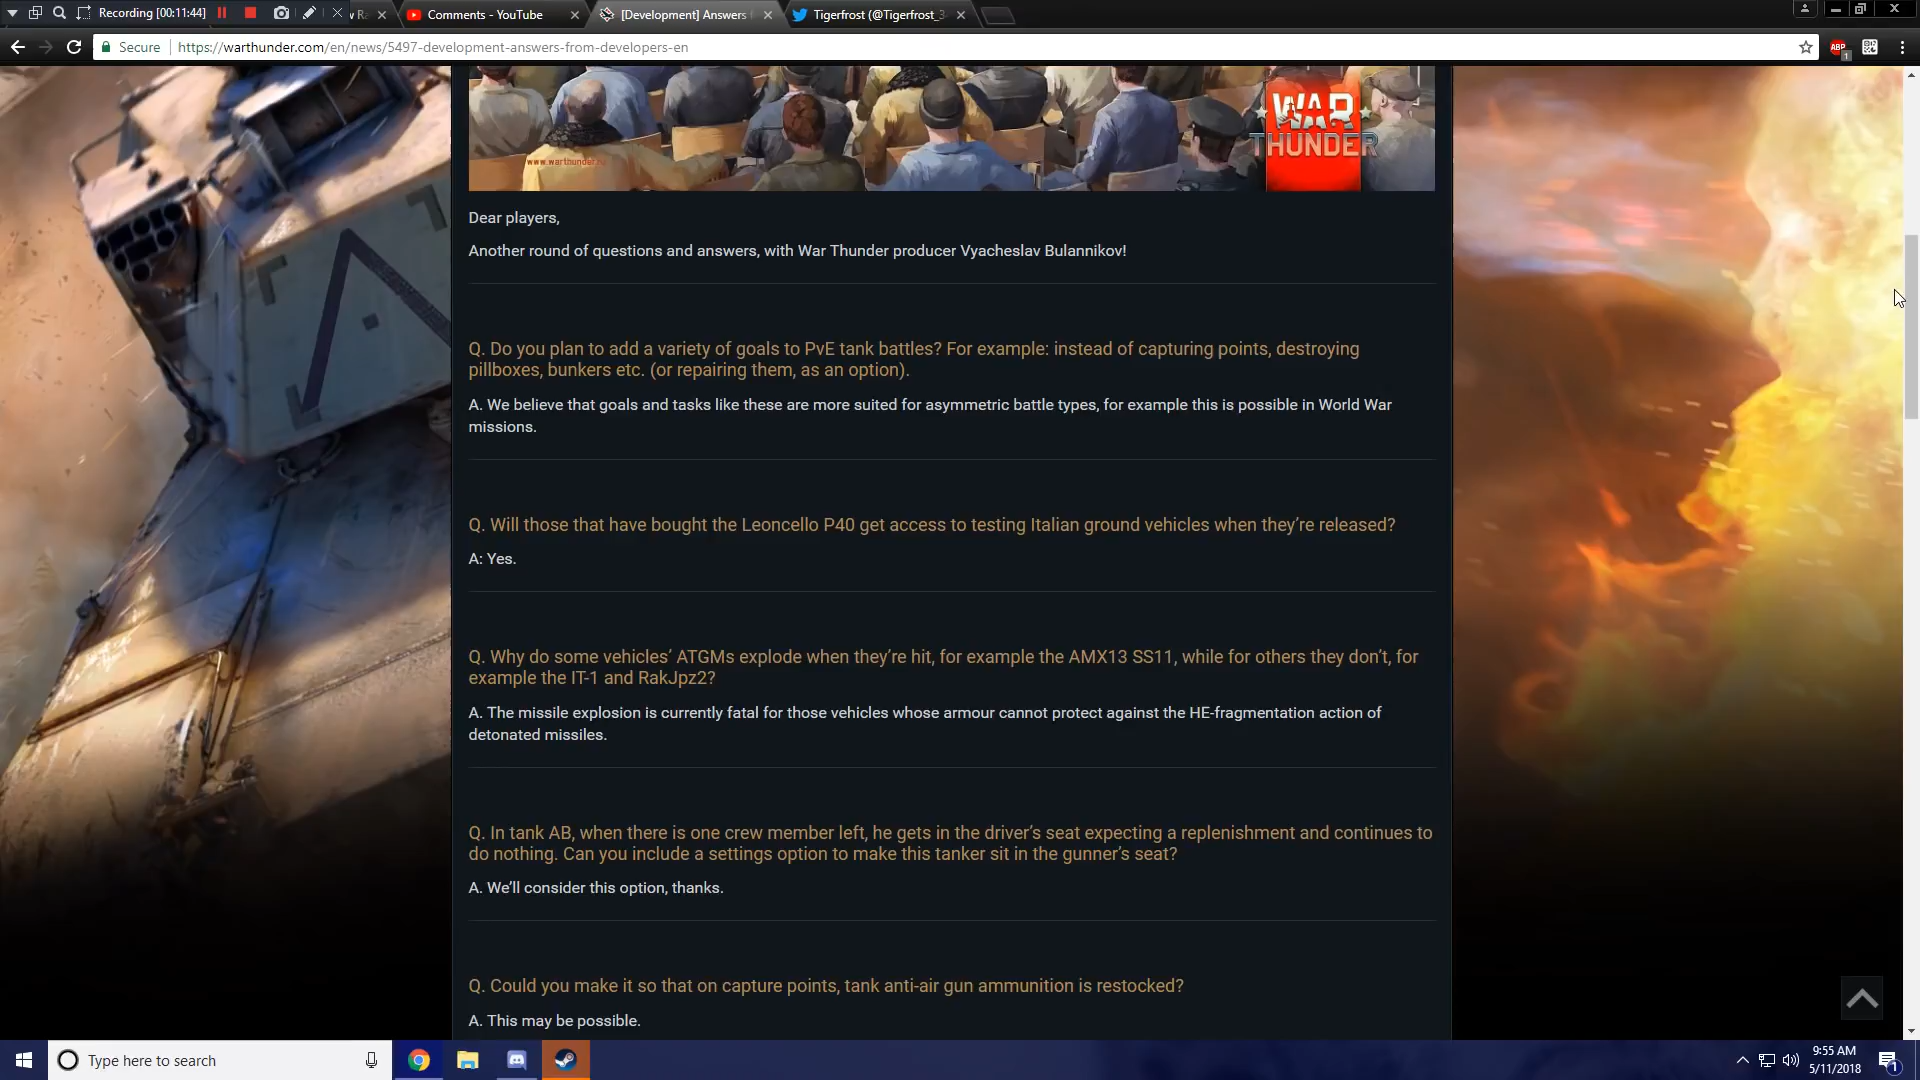 Recording [00:11:44]
Comments - YouTube
[Development] Answers
Tigerfrost (@Tigerfrost_3
Secure
https://warthunder.com/en/news/5497-development-answers-from-developers-en
ABP
1
WAR
THUNDER
Dear players,
Another round of questions and answers, with War Thunder producer Vyacheslav Bulannikov!
Q. Do you plan to add a variety of goals to PvE tank battles? For example: instead of capturing points, destroying
pillboxes, bunkers etc. (or repairing them, as an option).
A. We believe that goals and tasks like these are more suited for asymmetric battle types, for example this is possible in World War
missions.
Q. Will those that have bought the Leoncello P40 get access to testing Italian ground vehicles when they’re released?
A: Yes.
Q. Why do some vehicles’ ATGMs explode when they’re hit, for example the AMX13 SS11, while for others they don’t, for
example the IT-1 and RakJpz2?
A. The missile explosion is currently fatal for those vehicles whose armour cannot protect against the HE-fragmentation action of
detonated missiles.
Q. In tank AB, when there is one crew member left, he gets in the driver’s seat expecting a replenishment and continues to
do nothing. Can you include a settings option to make this tanker sit in the gunner’s seat?
A. We’ll consider this option, thanks.
Q. Could you make it so that on capture points, tank anti-air gun ammunition is restocked?
A. This may be possible.
Type here to search
9:55 AM
5/11/2018
1